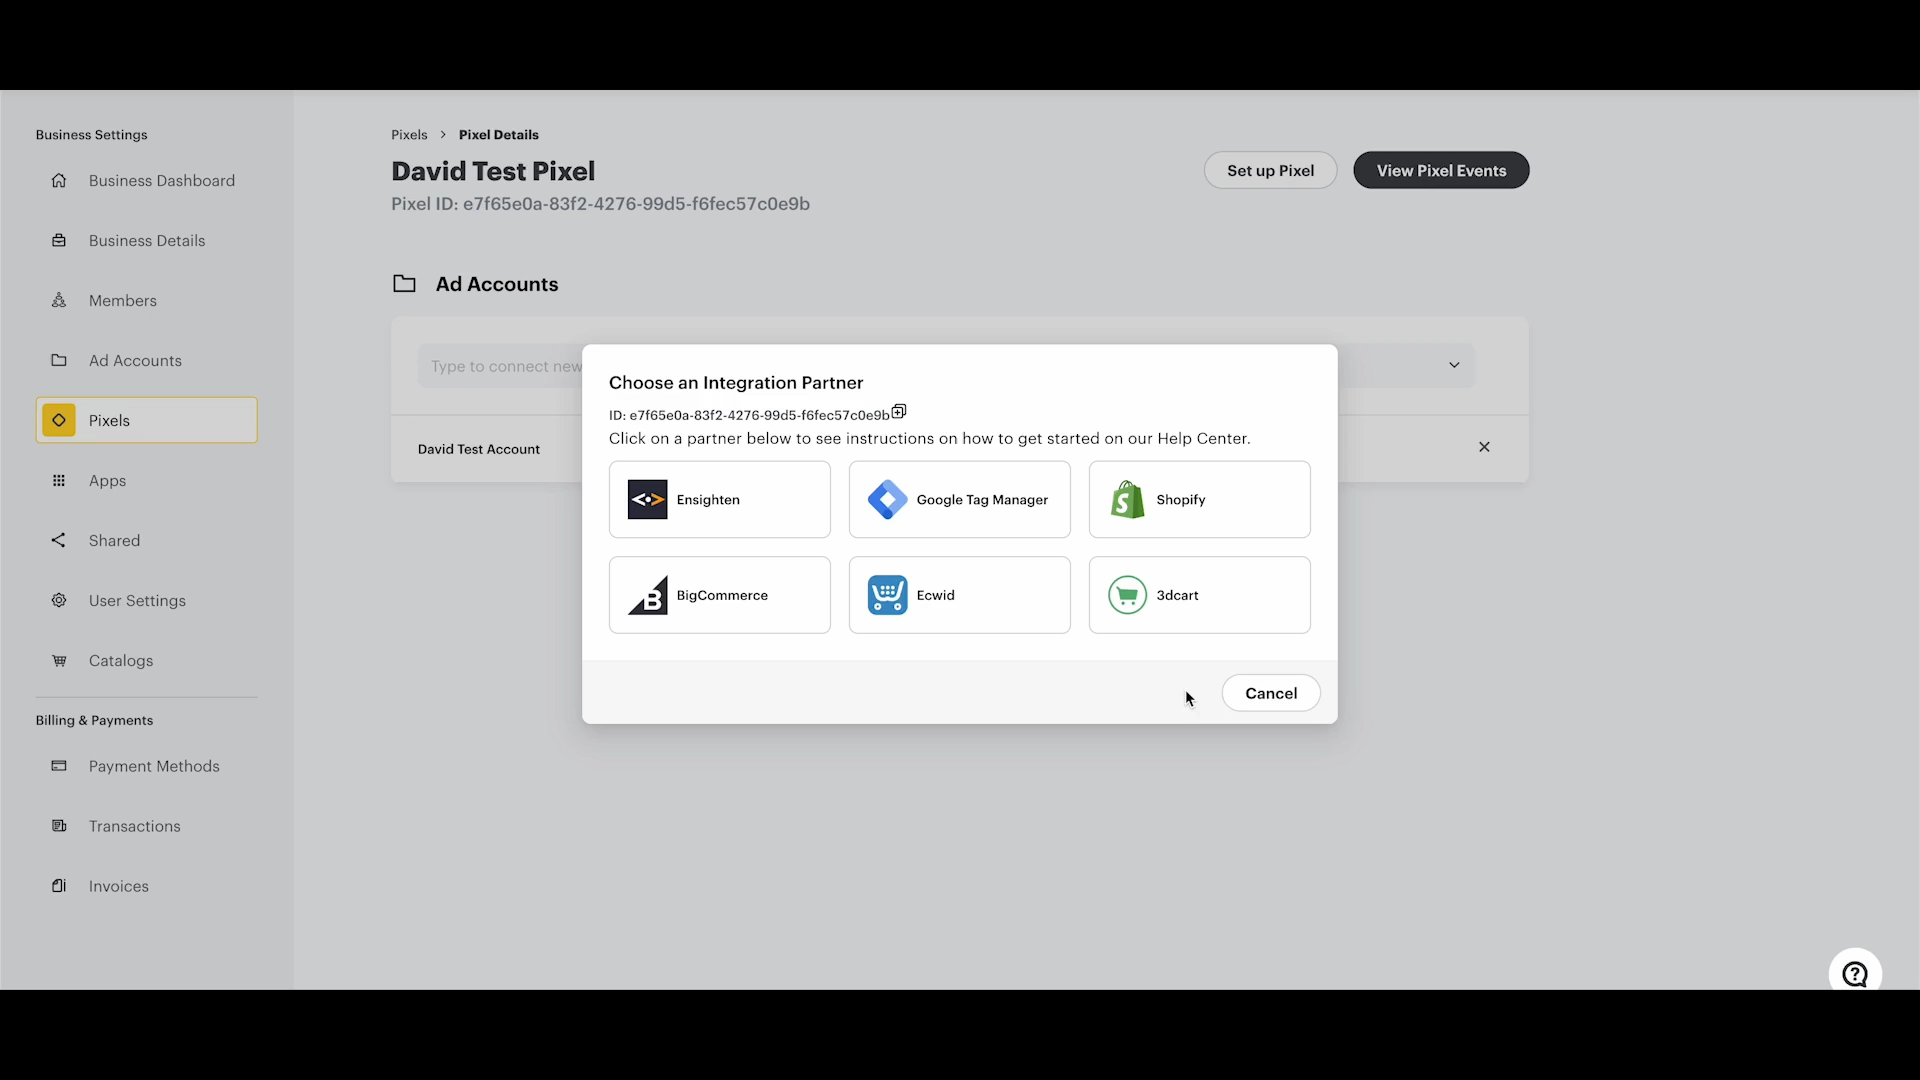 Business Settings
Business Dashboard
Business Details
Members
Ad Accounts
Pixels
Apps
Shared
User Settings
Catalogs
Billing & Payments
Payment Methods
Transactions
Invoices
Pixels > Pixel Details
David Test Pixel
Pixel ID: e7f65e0a-83f2-4276-99d5-f6fec57c0e9b
Set up Pixel
View Pixel Events
Ad Accounts
Type to connect new
David Test Account
Choose an Integration Partner
ID: e7f65e0a-83f2-4276-99d5-f6fec57c0e9b
Click on a partner below to see instructions on how to get started on our Help Center.
Ensighten
Google Tag Manager
Shopify
BigCommerce
Ecwid
3dcart
Cancel